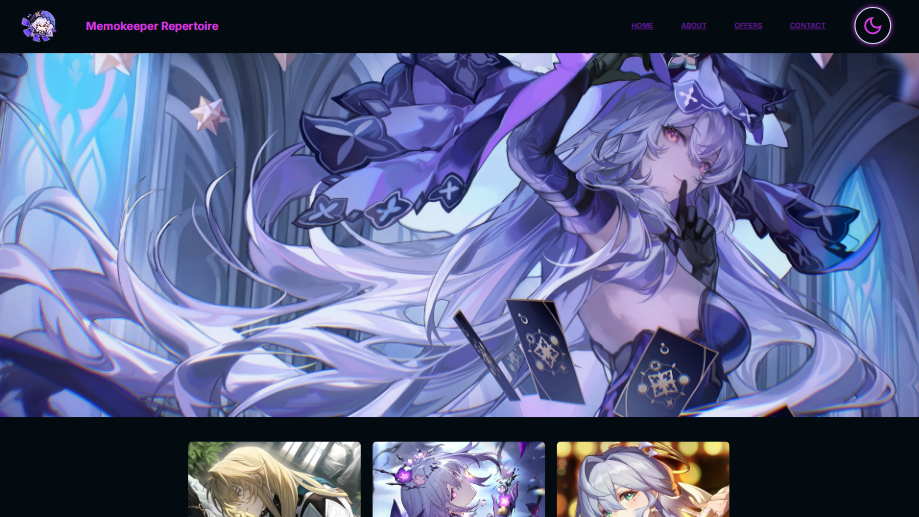 Memokeeper Repertoire
HOME
ABOUT
OFFERS
CONTACT